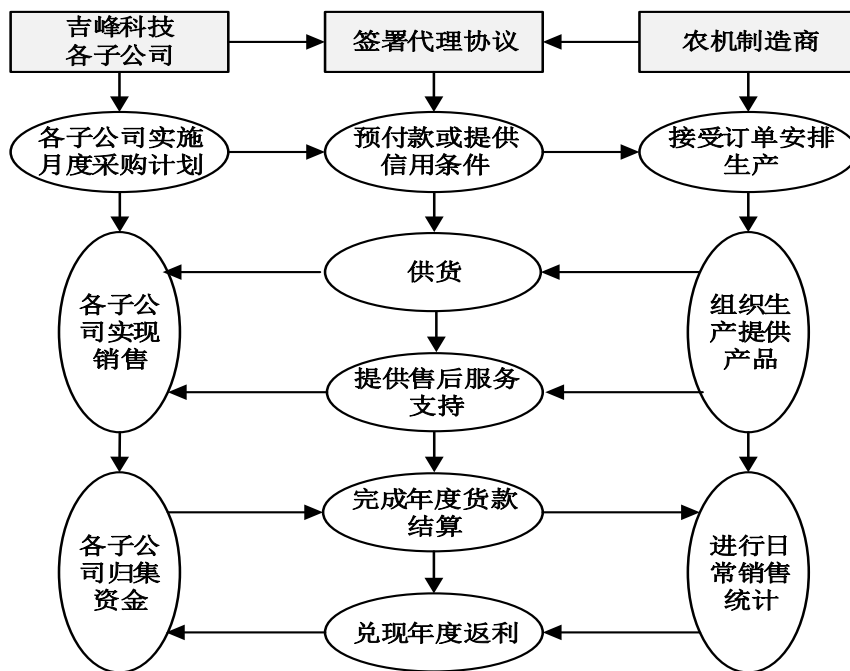 吉峰科技
各子公司
签署代理协议
农机制造商
各子公司实施
月度采购计划
预付款或提供
信用条件
接受订单安排
生产
供货
各子公
司实现
销售
组织生
产提供
产品
提供售后服务
支持
完成年度货款
结算
各子公
司归集
资金
进行日
常销售
统计
兑现年度返利